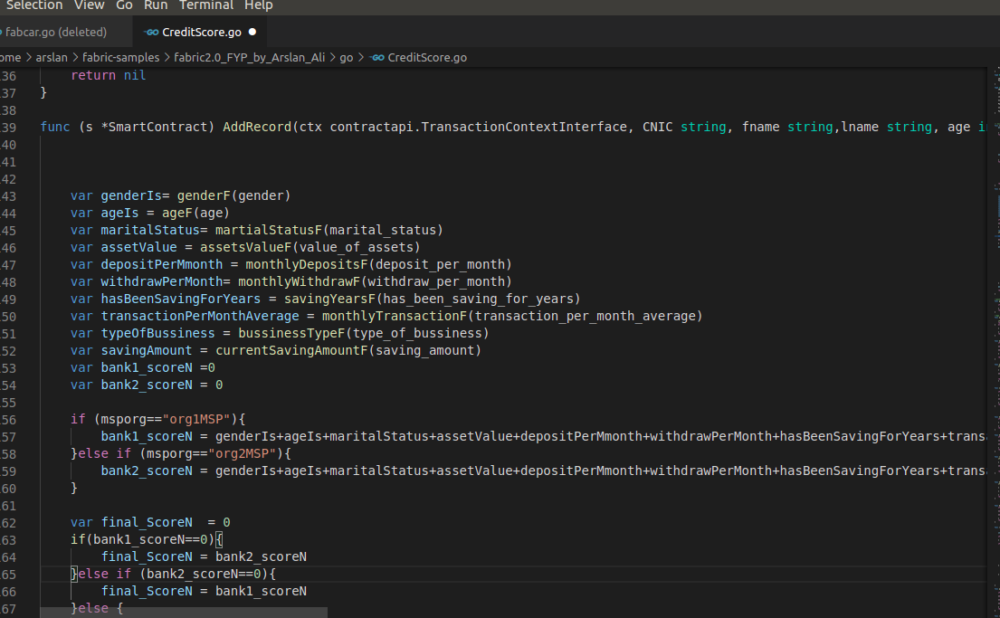 Selection View Go Run Terminal Help
fabcar.go (deleted) CreditScore.go ●
ome > arslan > fabric-samples > fabric2.0_FYP_by_Arslan_Ali > go > CreditScore.go
36 return nil
37 }
38
39 func (s *SmartContract) AddRecord(ctx contractapi.TransactionContextInterface, CNIC string, fname string,lname string, age i
40
41
42
43 var genderIs= genderF(gender)
44 var ageIs = ageF(age)
45 var maritalStatus= martialStatusF(marital_status)
46 var assetValue = assetsValueF(value_of_assets)
47 var depositPerMmonth = monthlyDepositsF(deposit_per_month)
48 var withdrawPerMonth= monthlyWithdrawF(withdraw_per_month)
49 var hasBeenSavingForYears = savingYearsF(has_been_saving_for_years)
50 var transactionPerMonthAverage = monthlyTransactionF(transaction_per_month_average)
51 var typeOfBussiness = bussinessTypeF(type_of_bussiness)
52 var savingAmount = currentSavingAmountF(saving_amount)
53 var bank1_scoreN =0
54 var bank2_scoreN = 0
55
56 if (msporg=="org1MSP"){
57 bank1_scoreN = genderIs+ageIs+maritalStatus+assetValue+depositPerMmonth+withdrawPerMonth+hasBeenSavingForYears+trans
58 }else if (msporg=="org2MSP"){
59 bank2_scoreN = genderIs+ageIs+maritalStatus+assetValue+depositPerMmonth+withdrawPerMonth+hasBeenSavingForYears+trans
60 }
61
62 var final_ScoreN  = 0
63 if(bank1_scoreN==0){
64 final_ScoreN = bank2_scoreN
65 }else if (bank2_scoreN==0){
66 final_ScoreN = bank1_scoreN
67 }else {